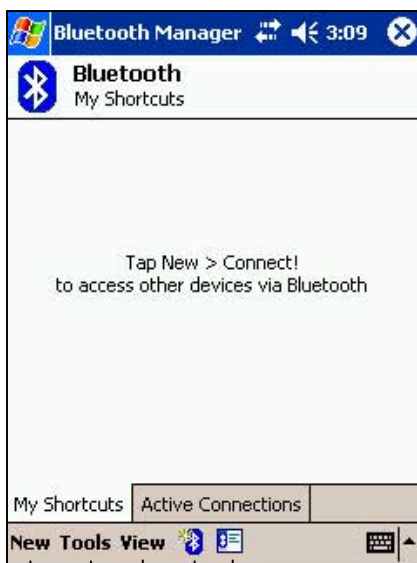 Bluetooth Manager 3:09
Bluetooth
My Shortcuts
Tap New > Connect!
to access other devices via Bluetooth
My Shortcuts Active Connections
New Tools View